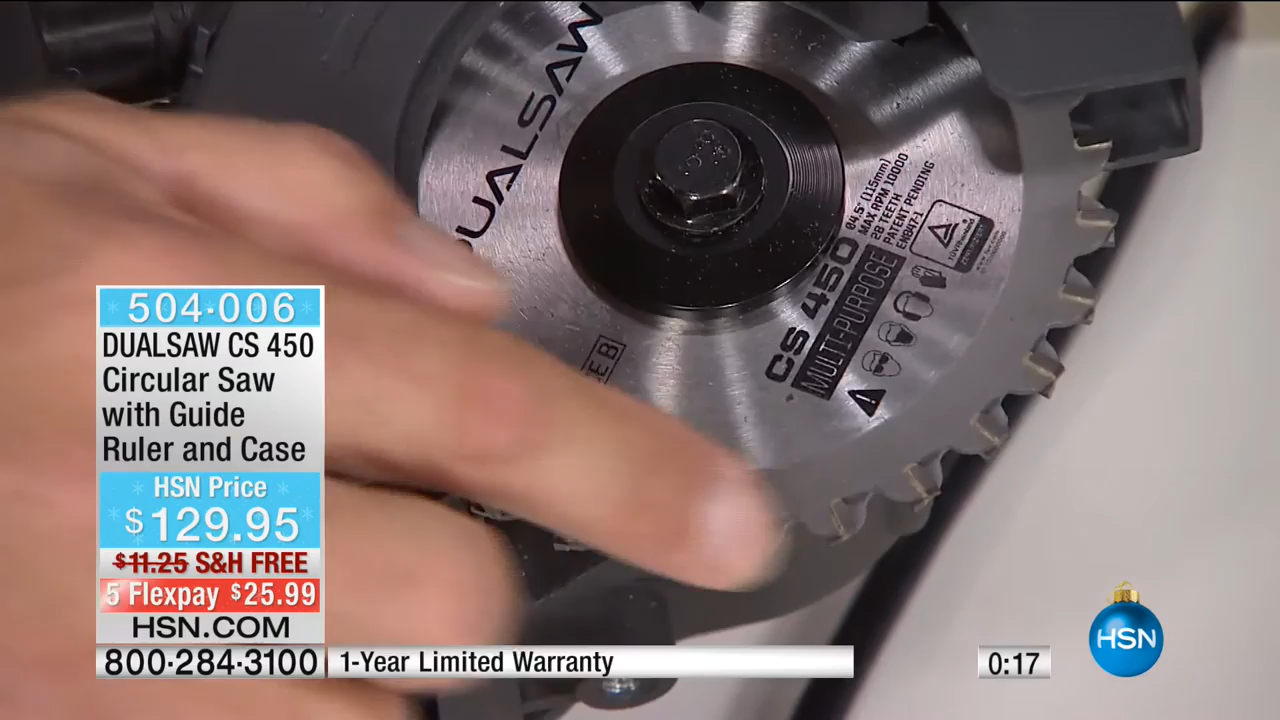 DUALSAW
Ø4.5" (115mm)
MAX RPM 10000
28 TEETH
PATENT PENDING
EN847-1
CS 450
MULTI-PURPOSE
504·006
DUALSAW CS 450
Circular Saw
with Guide
Ruler and Case
HSN Price
$129.95
$11.25 S&H FREE
5 Flexpay $25.99
HSN.COM
800·284·3100
1-Year Limited Warranty
0:17
HSN